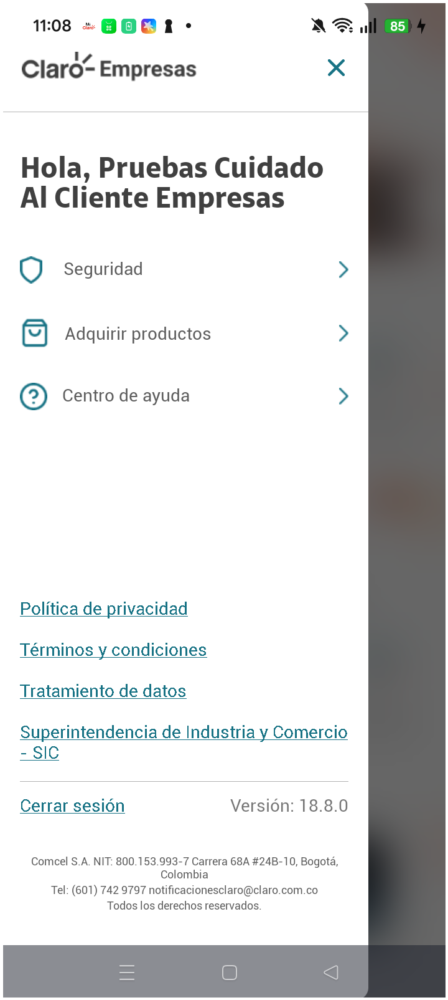 11:08
Mi
Claro
85
Claro Empresas
Hola, Pruebas Cuidado
Al Cliente Empresas
Seguridad
Adquirir productos
Centro de ayuda
Política de privacidad
Términos y condiciones
Tratamiento de datos
Superintendencia de Industria y Comercio
- SIC
Cerrar sesión
Versión: 18.8.0
Comcel S.A. NIT: 800.153.993-7 Carrera 68A #24B-10, Bogotá,
Colombia
Tel: (601) 742 9797 notificacionesclaro@claro.com.co
Todos los derechos reservados.